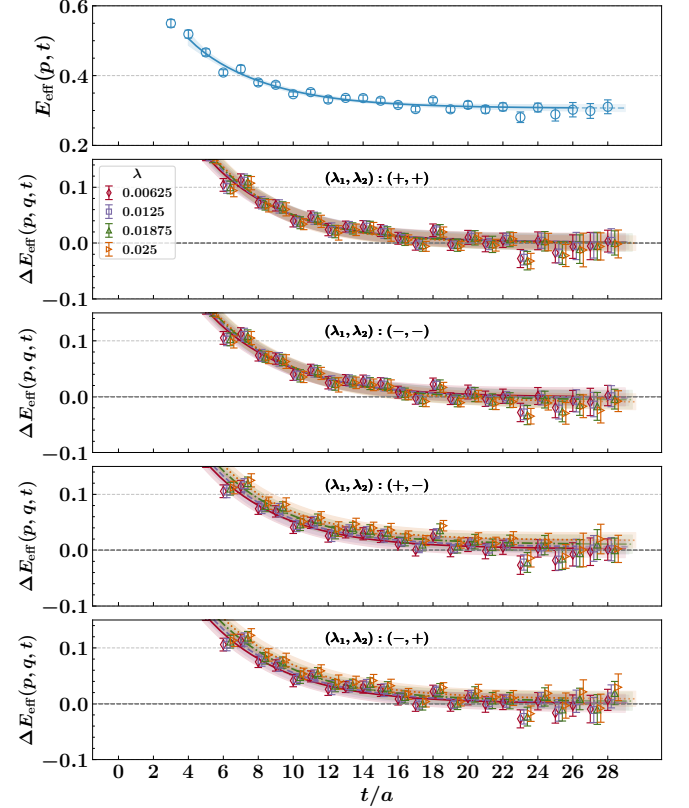 0.6
0.4
0.2
E_eff(p, t)
0.1
0.0
−0.1
ΔE_eff(p, q, t)
λ
0.00625
0.0125
0.01875
0.025
(λ₁, λ₂) : (+, +)
0.1
0.0
−0.1
ΔE_eff(p, q, t)
(λ₁, λ₂) : (−, −)
0.1
0.0
−0.1
ΔE_eff(p, q, t)
(λ₁, λ₂) : (+, −)
0.1
0.0
−0.1
ΔE_eff(p, q, t)
(λ₁, λ₂) : (−, +)
0 2 4 6 8 10 12 14 16 18 20 22 24 26 28
t/a